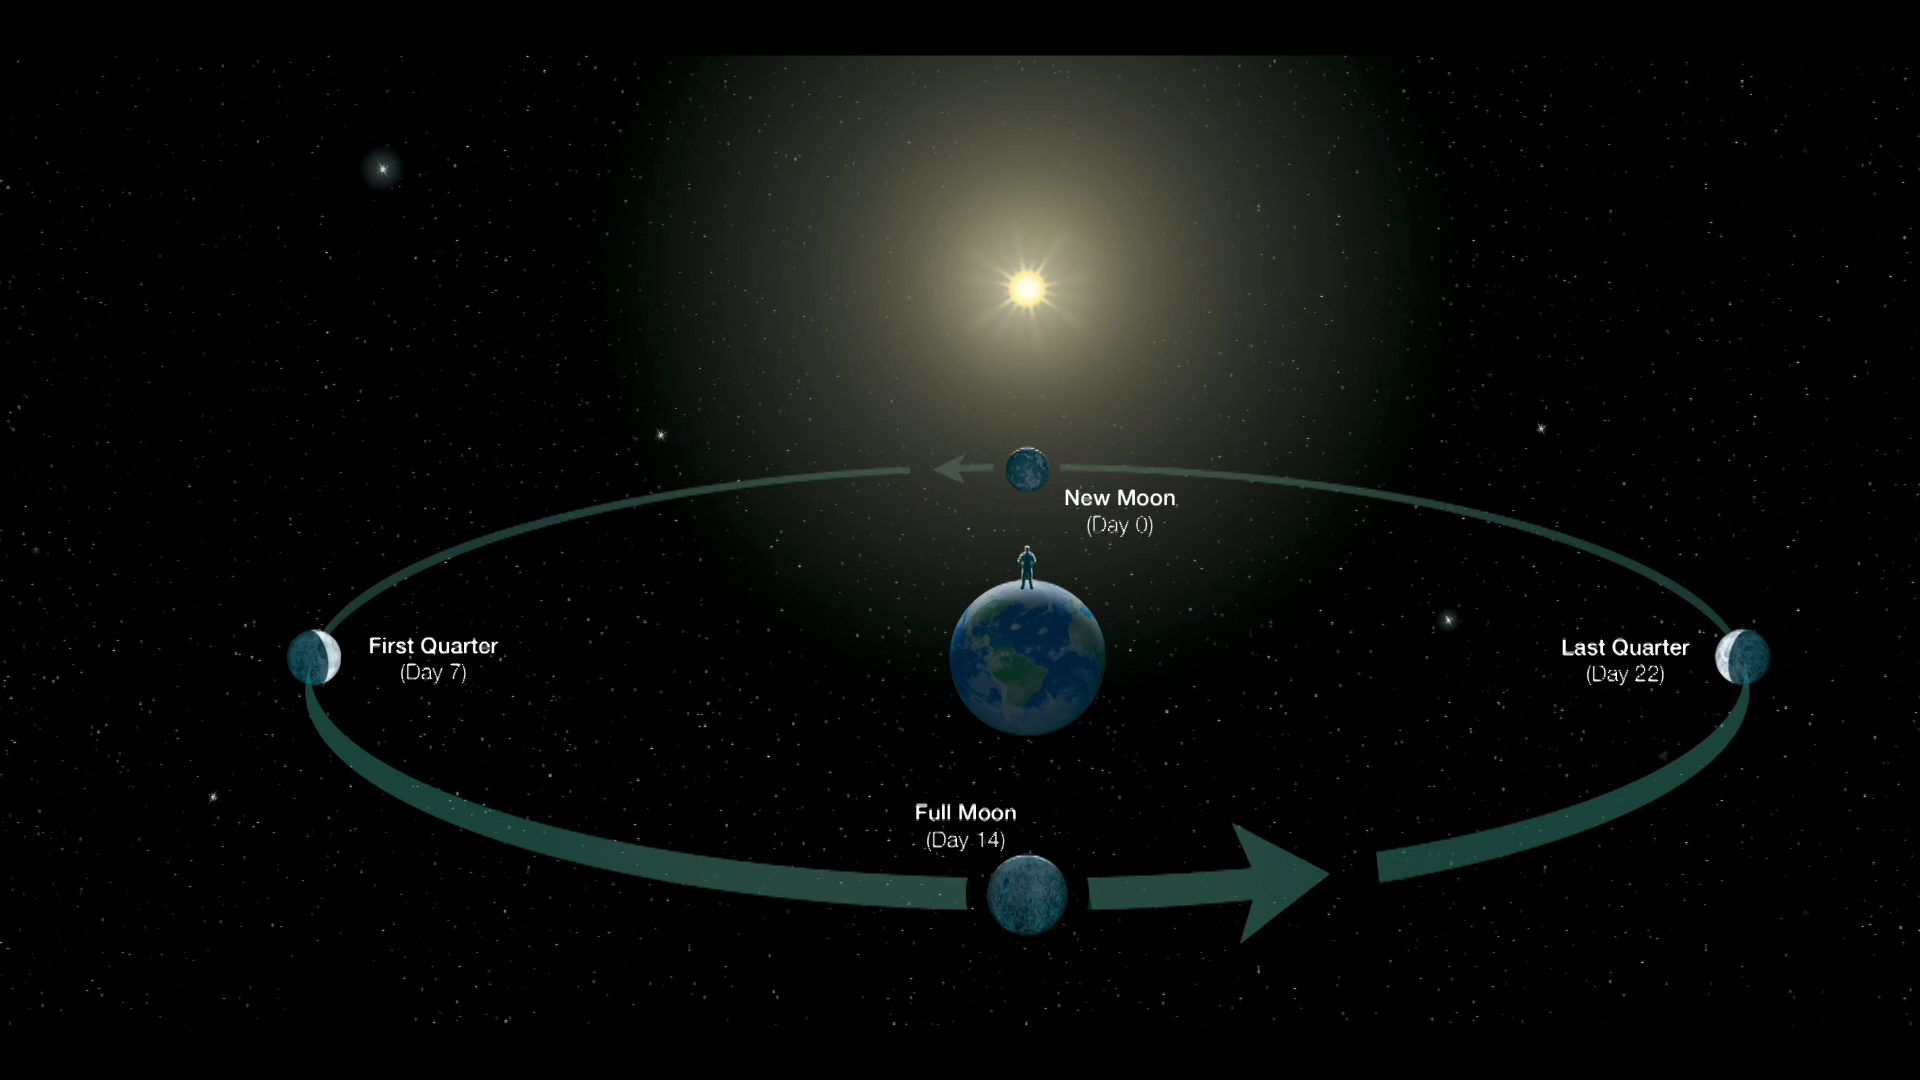 New Moon
(Day 0)
First Quarter
(Day 7)
Last Quarter
(Day 22)
Full Moon
(Day 14)